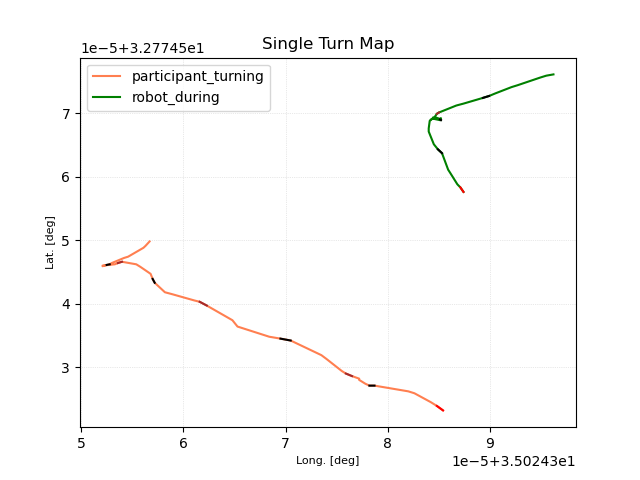 1e-5+3.27745e1
Single Turn Map
participant_turning
robot_during
7
6
5
4
3
Lat. [deg]
5
6
7
8
9
Long. [deg]
1e-5+3.50243e1